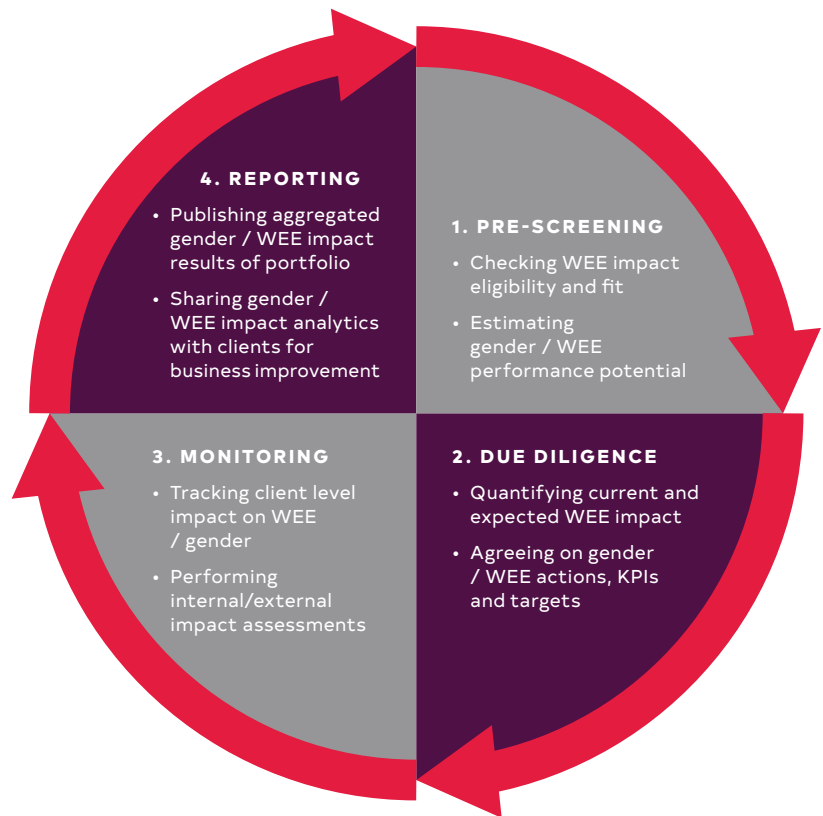 4. REPORTING
• Publishing aggregated
gender / WEE impact
results of portfolio
• Sharing gender /
WEE impact analytics
with clients for
business improvement
1. PRE-SCREENING
• Checking WEE impact
eligibility and fit
• Estimating
gender / WEE
performance potential
3. MONITORING
• Tracking client level
impact on WEE
/ gender
• Performing
internal/external
impact assessments
2. DUE DILIGENCE
• Quantifying current and
expected WEE impact
• Agreeing on gender
/ WEE actions, KPIs
and targets